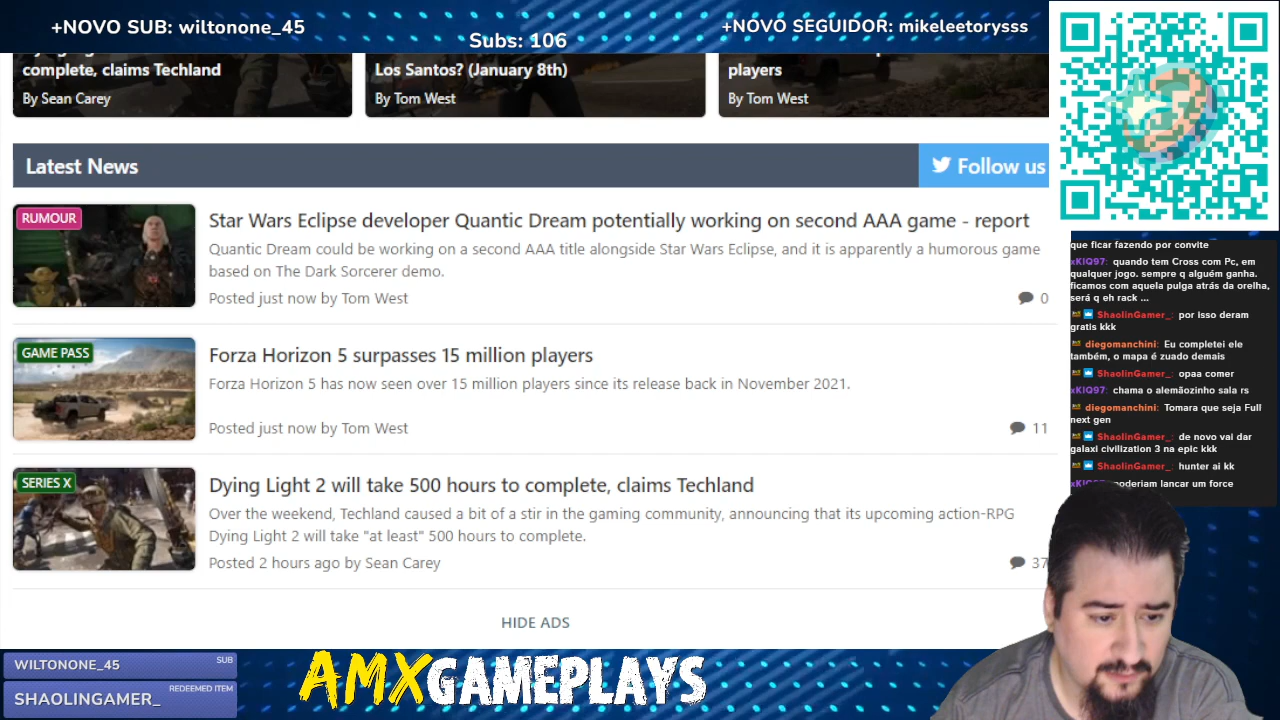 +NOVO SUB: wiltonone_45
Subs: 106
+NOVO SEGUIDOR: mikeleetorysss
complete, claims Techland
By Sean Carey
Los Santos? (January 8th)
By Tom West
players
By Tom West
Latest News
Follow us
RUMOUR
Star Wars Eclipse developer Quantic Dream potentially working on second AAA game - report
Quantic Dream could be working on a second AAA title alongside Star Wars Eclipse, and it is apparently a humorous game
based on The Dark Sorcerer demo.
Posted just now by Tom West
0
GAME PASS
Forza Horizon 5 surpasses 15 million players
Forza Horizon 5 has now seen over 15 million players since its release back in November 2021.
Posted just now by Tom West
11
SERIES X
Dying Light 2 will take 500 hours to complete, claims Techland
Over the weekend, Techland caused a bit of a stir in the gaming community, announcing that its upcoming action-RPG
Dying Light 2 will take "at least" 500 hours to complete.
Posted 2 hours ago by Sean Carey
37
HIDE ADS
que ficar fazendo por convite
xKIQ97: quando tem Cross com Pc, em
qualquer jogo. sempre q alguém ganha.
ficamos com aquela pulga atrás da orelha,
será q eh rack ...
ShaolinGamer_: por isso deram
gratis kkk
diegomanchini: Eu completei ele
também, o mapa é zuado demais
ShaolinGamer_: opaa comer
xKIQ97: chama o alemãozinho sala rs
diegomanchini: Tomara que seja Full
next gen
ShaolinGamer_: de novo vai dar
galaxi civilization 3 na epic kkk
ShaolinGamer_: hunter ai kk
poderiam lancar um force
WILTONONE_45
SUB
SHAOLINGAMER_
REDEEMED ITEM
AMXGAMEPLAYS